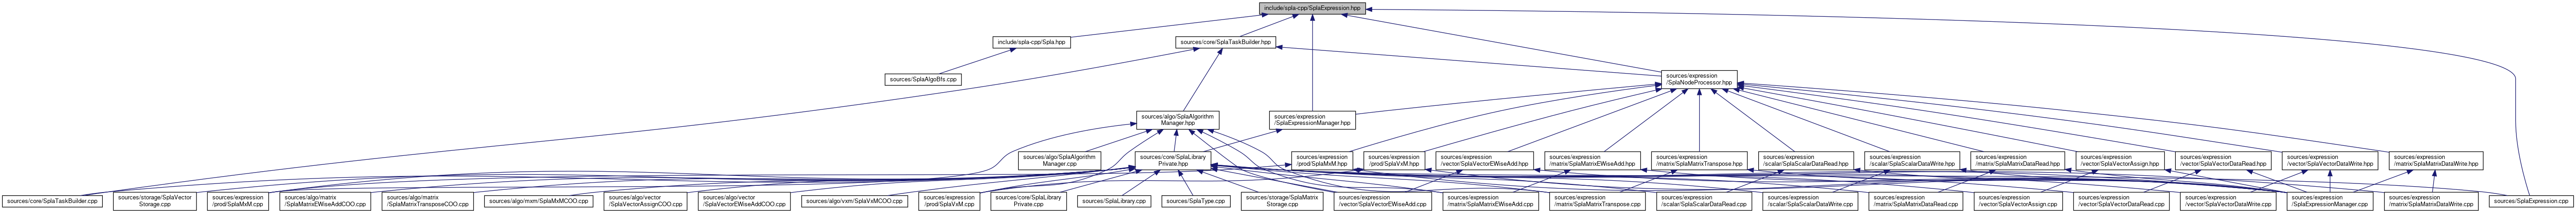 include/spla-cpp/SplaExpression.hpp
include/spla-cpp/Spla.hpp
sources/core/SplaTaskBuilder.hpp
sources/SplaAlgoBfs.cpp
sources/expression
/SplaNodeProcessor.hpp
sources/algo/SplaAlgorithm
Manager.hpp
sources/expression
/SplaExpressionManager.hpp
sources/algo/SplaAlgorithm
Manager.cpp
sources/core/SplaLibrary
Private.hpp
sources/expression
/prod/SplaMxM.hpp
sources/expression
/prod/SplaVxM.hpp
sources/expression
/vector/SplaVectorEWiseAdd.hpp
sources/expression
/matrix/SplaMatrixEWiseAdd.hpp
sources/expression
/matrix/SplaMatrixTranspose.hpp
sources/expression
/scalar/SplaScalarDataRead.hpp
sources/expression
/scalar/SplaScalarDataWrite.hpp
sources/expression
/matrix/SplaMatrixDataRead.hpp
sources/expression
/vector/SplaVectorAssign.hpp
sources/expression
/vector/SplaVectorDataRead.hpp
sources/expression
/vector/SplaVectorDataWrite.hpp
sources/expression
/matrix/SplaMatrixDataWrite.hpp
sources/core/SplaTaskBuilder.cpp
sources/storage/SplaVector
Storage.cpp
sources/expression
/prod/SplaMxM.cpp
sources/algo/matrix
/SplaMatrixEWiseAddCOO.cpp
sources/algo/matrix
/SplaMatrixTransposeCOO.cpp
sources/algo/mxm/SplaMxMCOO.cpp
sources/algo/vector
/SplaVectorAssignCOO.cpp
sources/algo/vector
/SplaVectorEWiseAddCOO.cpp
sources/algo/vxm/SplaVxMCOO.cpp
sources/expression
/prod/SplaVxM.cpp
sources/core/SplaLibrary
Private.cpp
sources/SplaLibrary.cpp
sources/SplaType.cpp
sources/storage/SplaMatrix
Storage.cpp
sources/expression
/vector/SplaVectorEWiseAdd.cpp
sources/expression
/matrix/SplaMatrixEWiseAdd.cpp
sources/expression
/matrix/SplaMatrixTranspose.cpp
sources/expression
/scalar/SplaScalarDataRead.cpp
sources/expression
/scalar/SplaScalarDataWrite.cpp
sources/expression
/matrix/SplaMatrixDataRead.cpp
sources/expression
/vector/SplaVectorAssign.cpp
sources/expression
/vector/SplaVectorDataRead.cpp
sources/expression
/vector/SplaVectorDataWrite.cpp
sources/expression
/SplaExpressionManager.cpp
sources/expression
/matrix/SplaMatrixDataWrite.cpp
sources/SplaExpression.cpp